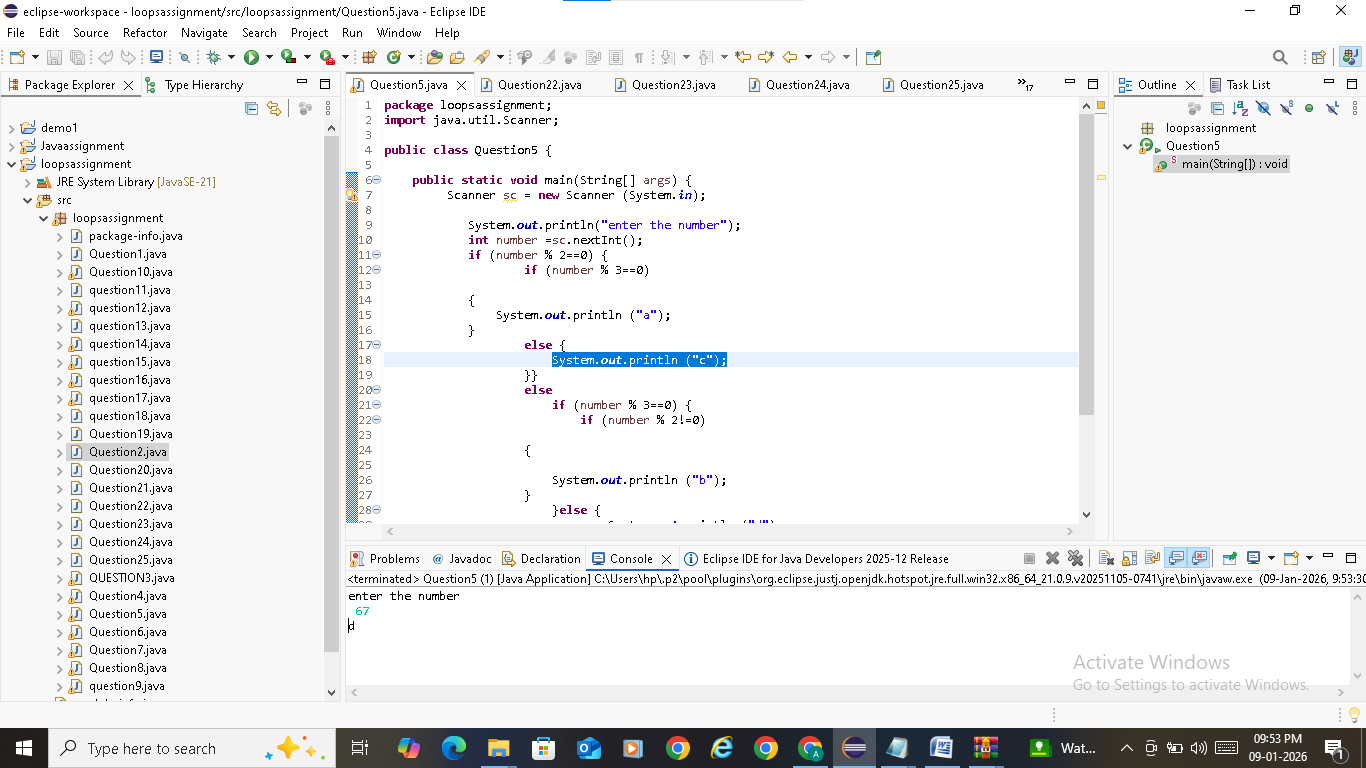 eclipse-workspace - loopsassignment/src/loopsassignment/Question5.java - Eclipse IDE
File Edit Source Refactor Navigate Search Project Run Window Help
Package Explorer Type Hierarchy
demo1
Javaassignment
loopsassignment
JRE System Library [JavaSE-21]
src
loopsassignment
package-info.java
Question1.java
Question10.java
question11.java
question12.java
question13.java
question14.java
question15.java
question16.java
question17.java
question18.java
Question19.java
Question2.java
Question20.java
Question21.java
Question22.java
Question23.java
Question24.java
Question25.java
QUESTION3.java
Question4.java
Question5.java
Question6.java
Question7.java
Question8.java
question9.java
Question5.java Question22.java Question23.java Question24.java Question25.java »17
1 package loopsassignment;
2 import java.util.Scanner;
3
4 public class Question5 {
5
6 public static void main(String[] args) {
7 Scanner sc = new Scanner (System.in);
8
9 System.out.println("enter the number");
10 int number =sc.nextInt();
11 if (number % 2==0) {
12 if (number % 3==0)
13
14 {
15 System.out.println ("a");
16 }
17 else {
18 System.out.println ("c");
19 }}
20 else
21 if (number % 3==0) {
22 if (number % 2!=0)
23
24 {
25
26 System.out.println ("b");
27 }
28 }else {
Outline Task List
loopsassignment
Question5
main(String[]) : void
Problems Javadoc Declaration Console Eclipse IDE for Java Developers 2025-12 Release
<terminated> Question5 (1) [Java Application] C:\Users\hp\.p2\pool\plugins\org.eclipse.justj.openjdk.hotspot.jre.full.win32.x86_64_21.0.9.v20251105-0741\jre\bin\javaw.exe (09-Jan-2026, 9:53:30
enter the number
67
d
Activate Windows
Go to Settings to activate Windows.
Type here to search
Wat...
09:53 PM
09-01-2026
1